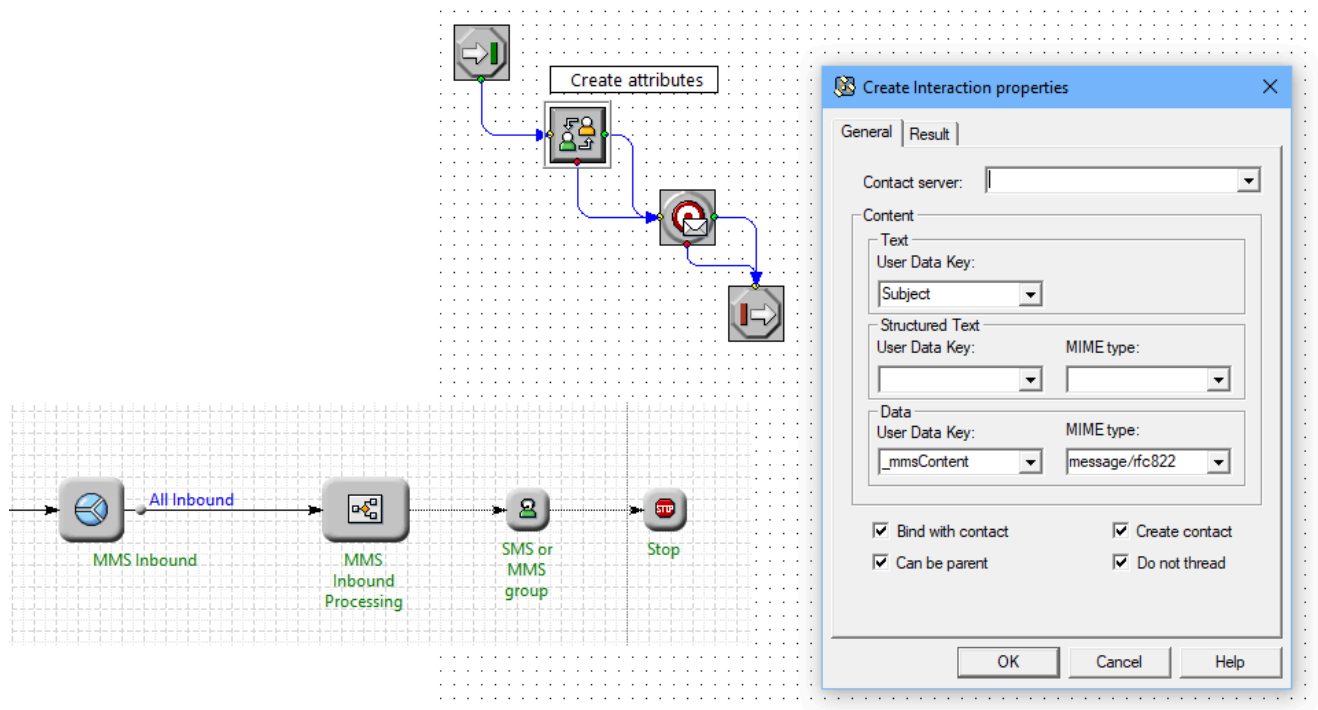 Create attributes
All Inbound
MMS Inbound
MMS
Inbound
Processing
SMS or
MMS
group
STOP
Stop
Create Interaction properties
General
Result
Contact server:
Content
Text
User Data Key:
Subject
Structured Text
User Data Key:
MIME type:
Data
User Data Key:
MIME type:
_mmsContent
message/rfc822
Bind with contact
Create contact
Can be parent
Do not thread
OK
Cancel
Help